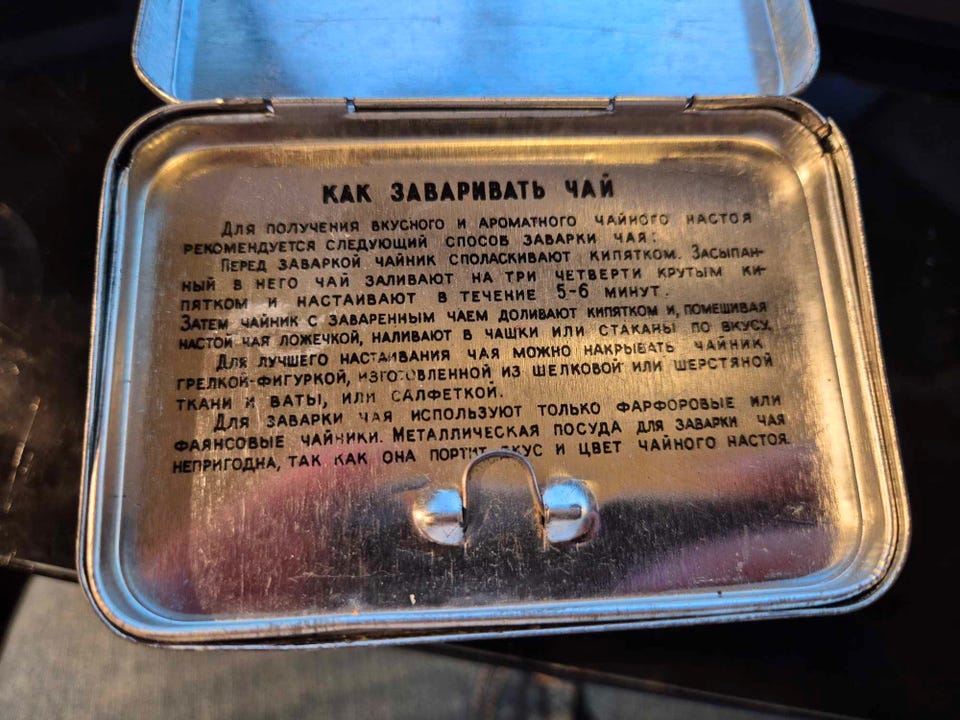 КАК ЗАВАРИВАТЬ ЧАЙ
Для получения вкусного и ароматного чайного настоя
рекомендуется следующий способ заварки чая:
Перед заваркой чайник споласкивают кипятком. Засыпан-
ный в него чай заливают на три четверти крутым ки-
пятком и настаивают в течение 5-6 минут.
Затем чайник с заваренным чаем доливают кипятком и, помешивая
настой чая ложечкой, наливают в чашки или стаканы по вкусу.
Для лучшего настаивания чая можно накрывать чайник
грелкой-фигуркой, изготовленной из шелковой или шерстяной
ткани и ваты, или салфеткой.
Для заварки чая используют только фарфоровые или
фаянсовые чайники. Металлическая посуда для заварки чая
непригодна, так как она портит вкус и цвет чайного настоя.